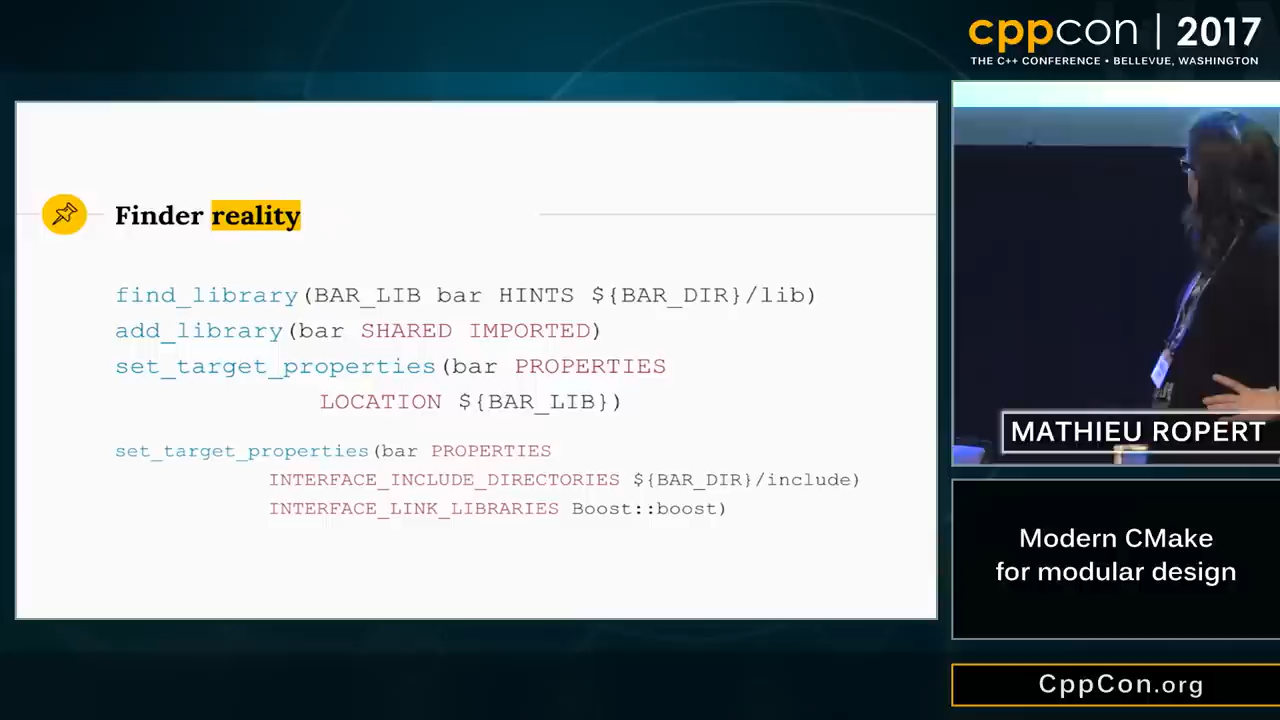 cppcon | 2017
THE C++ CONFERENCE • BELLEVUE, WASHINGTON
Finder reality
find_library(BAR_LIB bar HINTS ${BAR_DIR}/lib)
add_library(bar SHARED IMPORTED)
set_target_properties(bar PROPERTIES
LOCATION ${BAR_LIB})
set_target_properties(bar PROPERTIES
INTERFACE_INCLUDE_DIRECTORIES ${BAR_DIR}/include)
INTERFACE_LINK_LIBRARIES Boost::boost)
MATHIEU ROPERT
Modern CMake
for modular design
CppCon.org